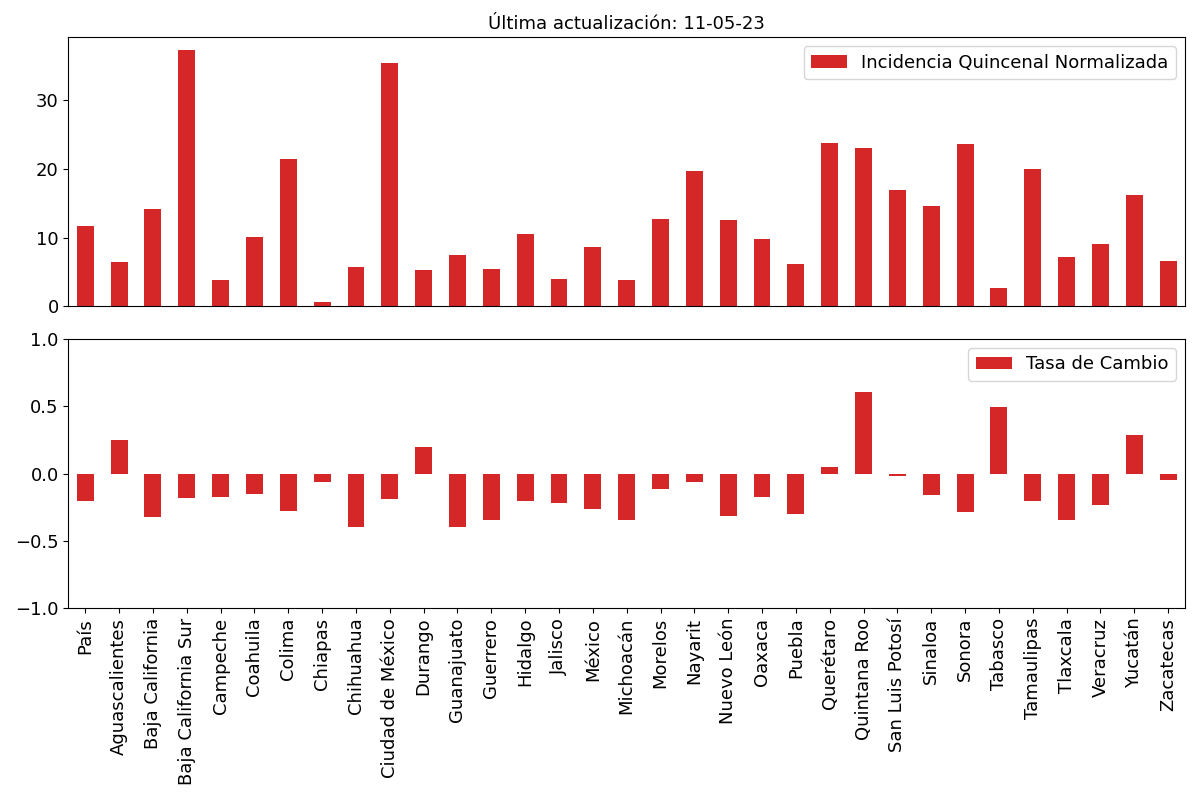 Última actualización: 11-05-23
Incidencia Quincenal Normalizada
30
20
10
0
Tasa de Cambio
1.0
0.5
0.0
−0.5
−1.0
País
Aguascalientes
Baja California
Baja California Sur
Campeche
Coahuila
Colima
Chiapas
Chihuahua
Ciudad de México
Durango
Guanajuato
Guerrero
Hidalgo
Jalisco
México
Michoacán
Morelos
Nayarit
Nuevo León
Oaxaca
Puebla
Querétaro
Quintana Roo
San Luis Potosí
Sinaloa
Sonora
Tabasco
Tamaulipas
Tlaxcala
Veracruz
Yucatán
Zacatecas